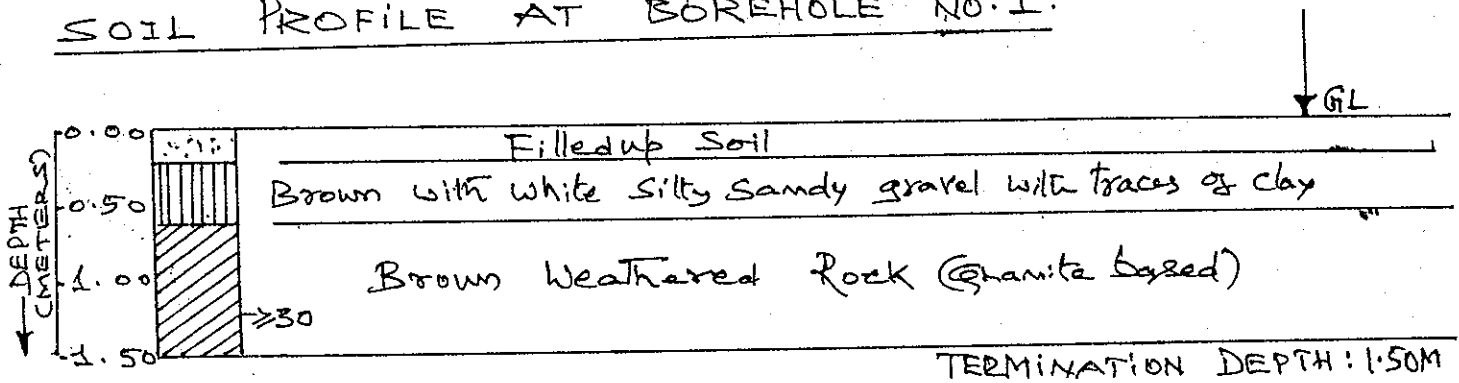 SOIL PROFILE AT BOREHOLE NO.1.
GL
0.00
Filledup Soil
Brown with white silty sandy gravel with traces of clay
0.50
DEPTH
(METERS)
1.00
Brown Weathered Rock (Granite based)
>30
1.50
TERMINATION DEPTH: 1.50M